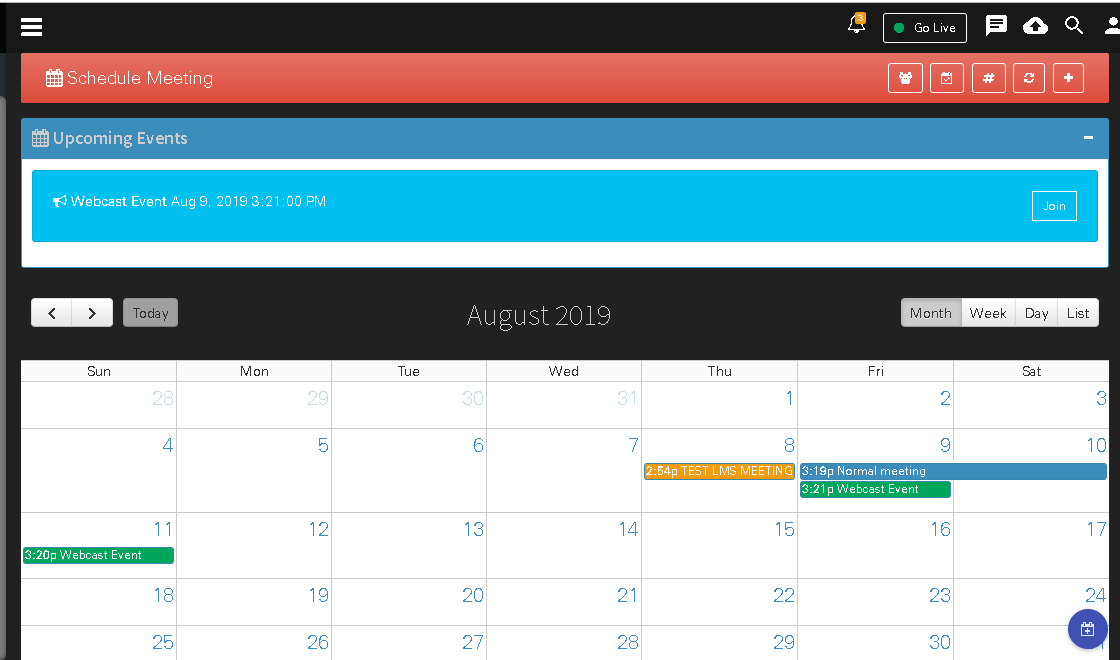 3
Go Live
Schedule Meeting
#
Upcoming Events
Webcast Event Aug 9, 2019 3:21:00 PM
Join
Today
August 2019
Month Week Day List
Sun Mon Tue Wed Thu Fri Sat
28 29 30 31 1 2 3
4 5 6 7 8 9 10
2:54p TEST LMS MEETING 3:19p Normal meeting
3:21p Webcast Event
11 12 13 14 15 16 17
3:20p Webcast Event
18 19 20 21 22 23 24
25 26 27 28 29 30